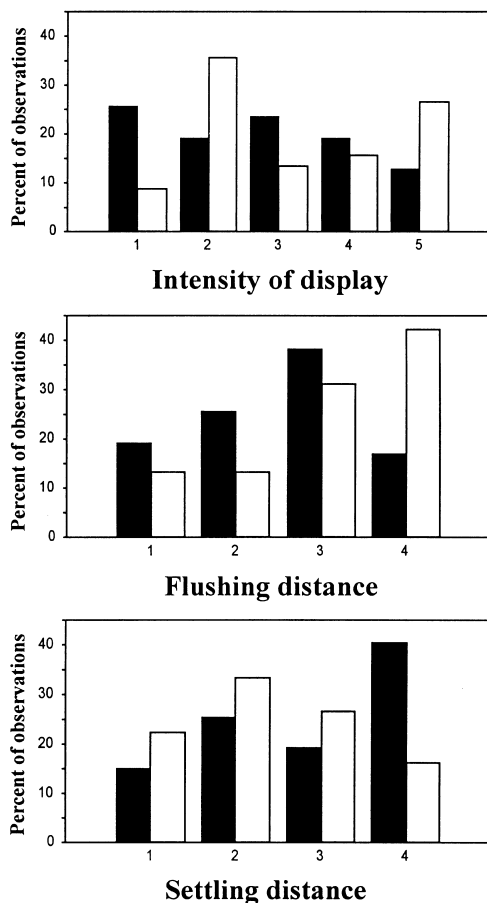 Percent of observations
40
30
20
10
0
1 2 3 4 5
Intensity of display
Percent of observations
40
30
20
10
0
1 2 3 4
Flushing distance
Percent of observations
40
30
20
10
0
1 2 3 4
Settling distance